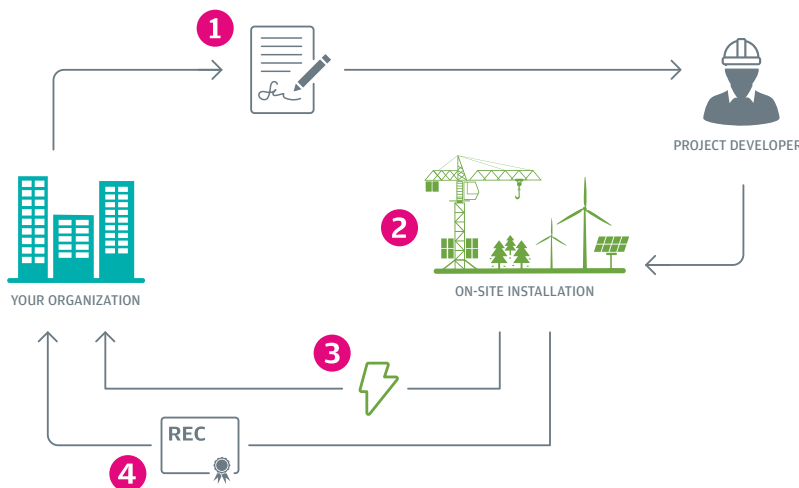 1
PROJECT DEVELOPER
2
YOUR ORGANIZATION
ON-SITE INSTALLATION
3
REC
4